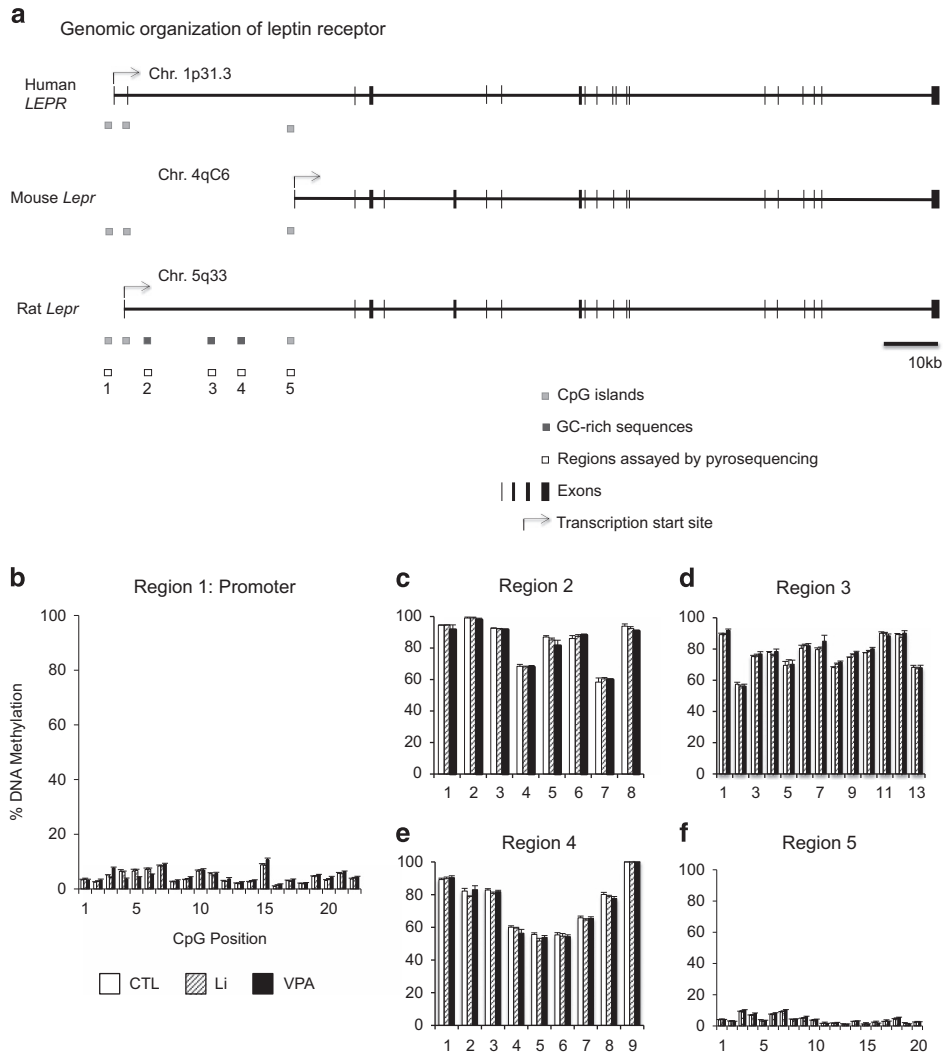 a
Genomic organization of leptin receptor
Human
LEPR
Chr. 1p31.3
Chr. 4qC6
Mouse Lepr
Chr. 5q33
Rat Lepr
1 2 3 4 5
10kb
CpG islands
GC-rich sequences
Regions assayed by pyrosequencing
Exons
Transcription start site
b
Region 1: Promoter
% DNA Methylation
100
80
60
40
20
0
1 5 10 15 20
CpG Position
CTL Li VPA
c
Region 2
100
80
60
40
20
0
1 2 3 4 5 6 7 8
d
Region 3
100
80
60
40
20
0
1 3 5 7 9 11 13
e
Region 4
100
80
60
40
20
0
1 2 3 4 5 6 7 8 9
f
Region 5
100
80
60
40
20
0
1 5 10 15 20